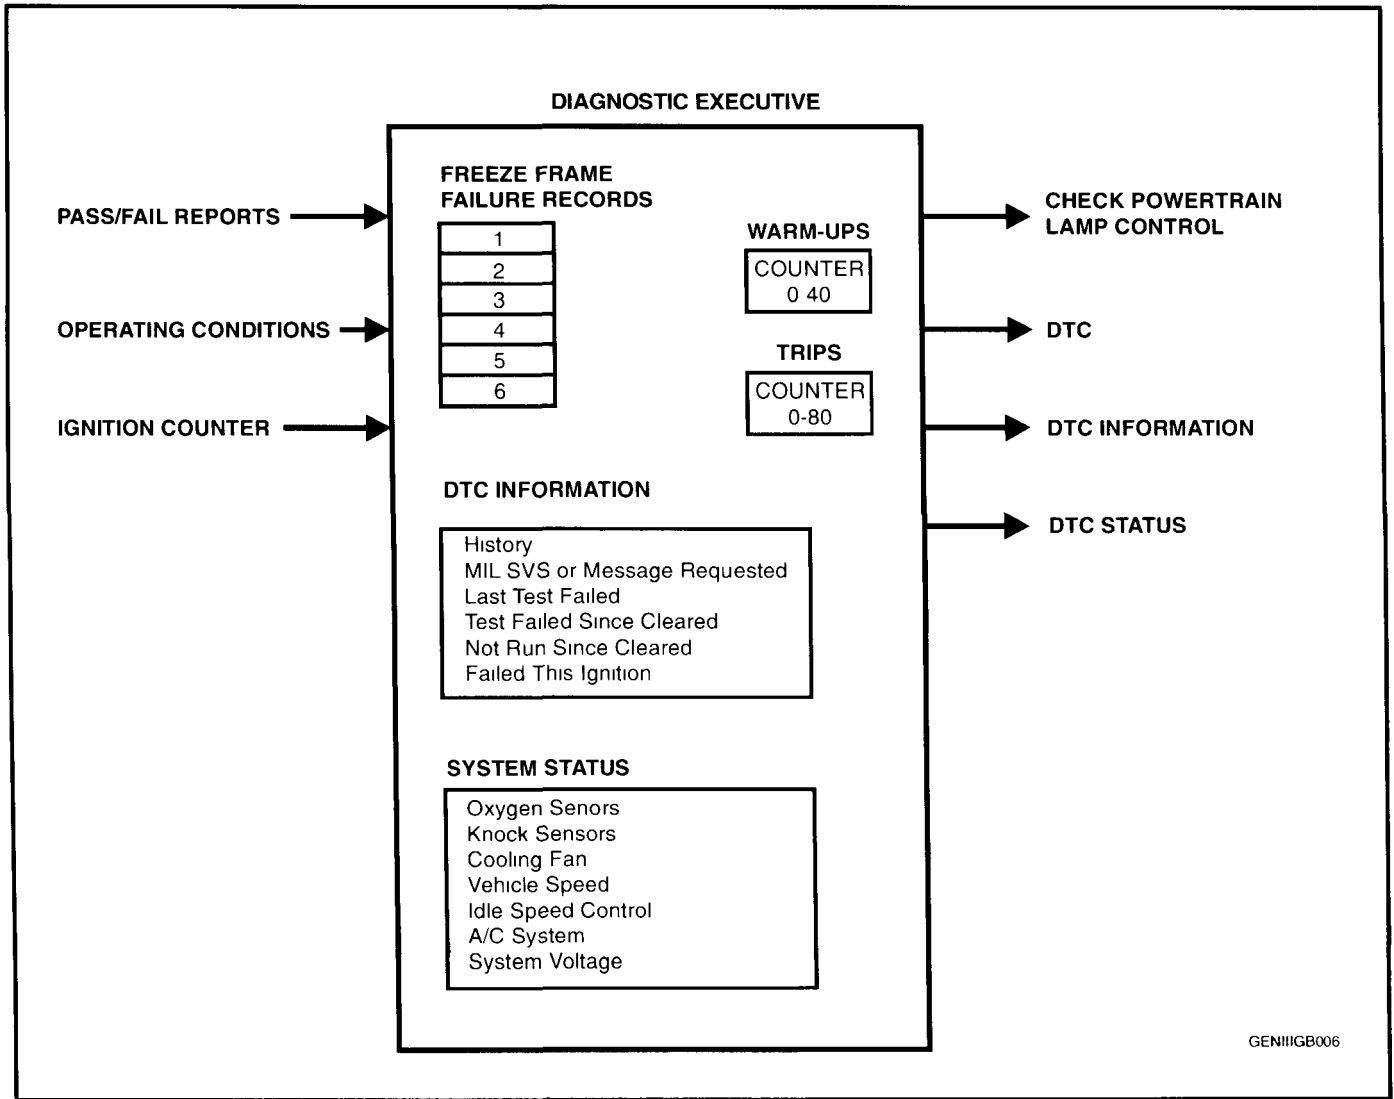 DIAGNOSTIC EXECUTIVE
PASS/FAIL REPORTS
OPERATING CONDITIONS
IGNITION COUNTER
FREEZE FRAME
FAILURE RECORDS
1
2
3
4
5
6
WARM-UPS
COUNTER
0 40
TRIPS
COUNTER
0-80
DTC INFORMATION
History
MIL SVS or Message Requested
Last Test Failed
Test Failed Since Cleared
Not Run Since Cleared
Failed This Ignition
SYSTEM STATUS
Oxygen Senors
Knock Sensors
Cooling Fan
Vehicle Speed
Idle Speed Control
A/C System
System Voltage
CHECK POWERTRAIN
LAMP CONTROL
DTC
DTC INFORMATION
DTC STATUS
GENIIIGB006